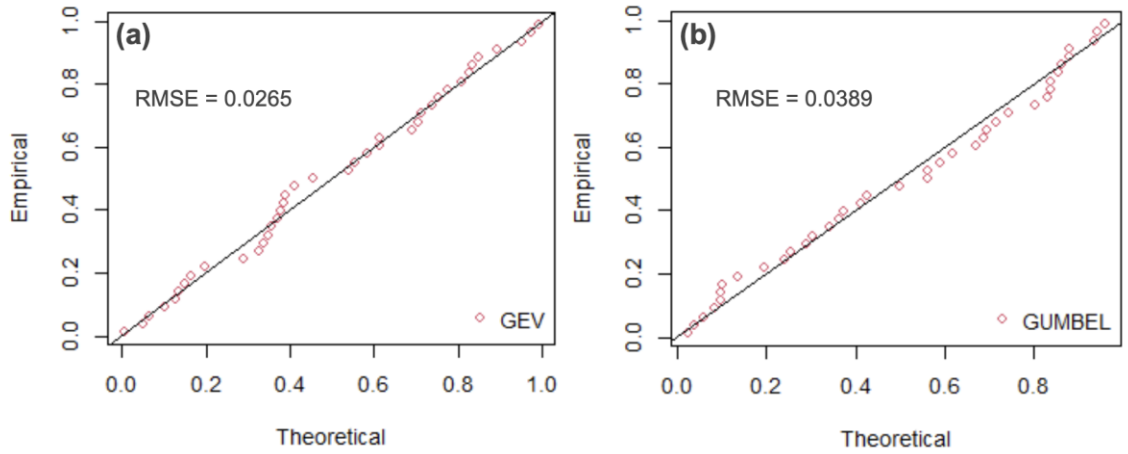 (a)
RMSE = 0.0265
Empirical
0.0 0.2 0.4 0.6 0.8 1.0
GEV
0.0 0.2 0.4 0.6 0.8 1.0
Theoretical
(b)
RMSE = 0.0389
Empirical
0.0 0.2 0.4 0.6 0.8 1.0
GUMBEL
0.0 0.2 0.4 0.6 0.8
Theoretical